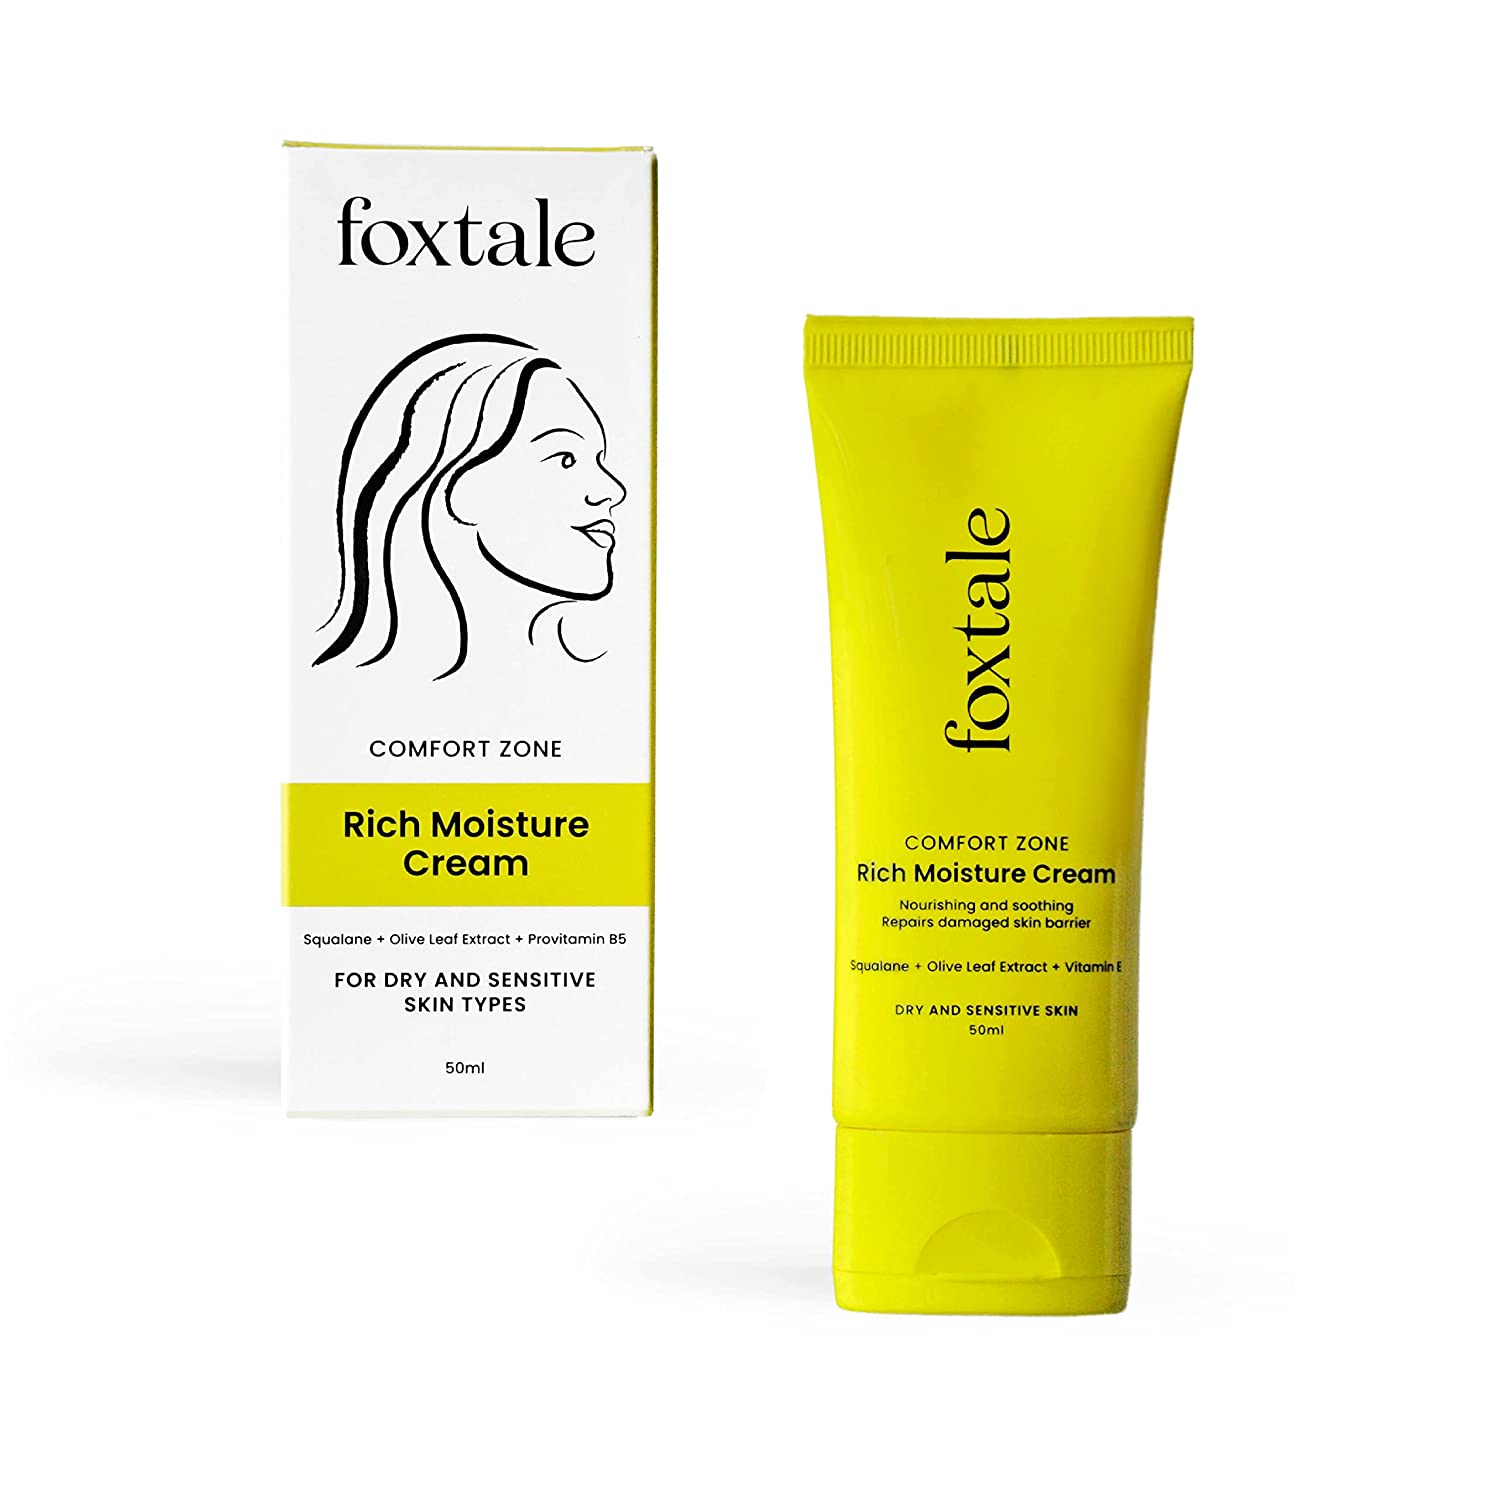 foxtale
COMFORT ZONE
Rich Moisture
Cream
Squalane + Olive Leaf Extract + Provitamin B5
FOR DRY AND SENSITIVE
SKIN TYPES
50ml
foxtale
COMFORT ZONE
Rich Moisture Cream
Nourishing and soothing
Repairs damaged skin barrier
Squalane + Olive Leaf Extract + Vitamin E
DRY AND SENSITIVE SKIN
50ml